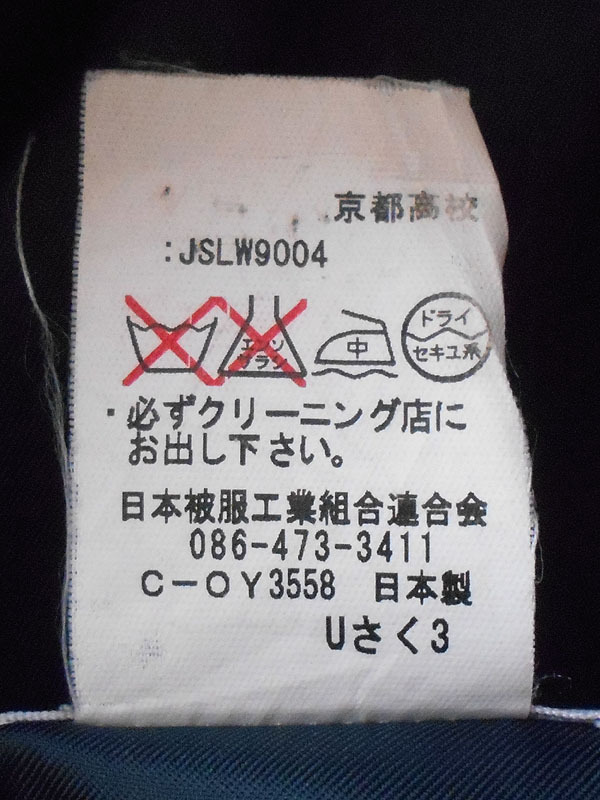 京都高校
:JSLW9004
エンソ
サラシ
中
ドライ
セキユ系
・必ずクリーニング店に
お出し下さい。
日本被服工業組合連合会
086-473-3411
C-OY3558 日本製
Uさく3